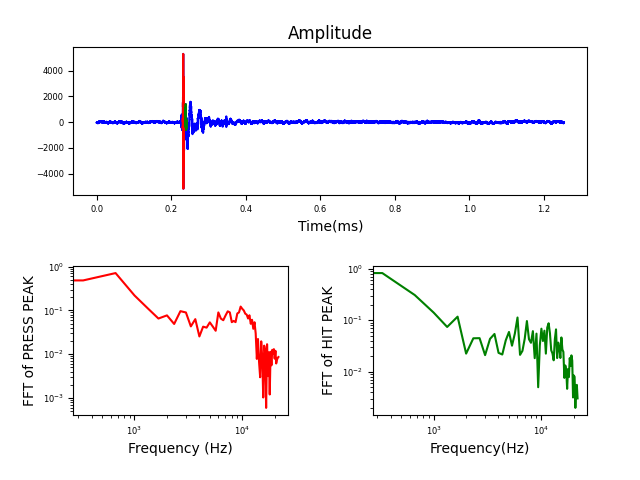 Amplitude
4000
2000
0
−2000
−4000
0.0 0.2 0.4 0.6 0.8 1.0 1.2
Time(ms)
FFT of PRESS PEAK
10⁰
10⁻¹
10⁻²
10⁻³
10³ 10⁴
Frequency (Hz)
FFT of HIT PEAK
10⁰
10⁻¹
10⁻²
10³ 10⁴
Frequency(Hz)